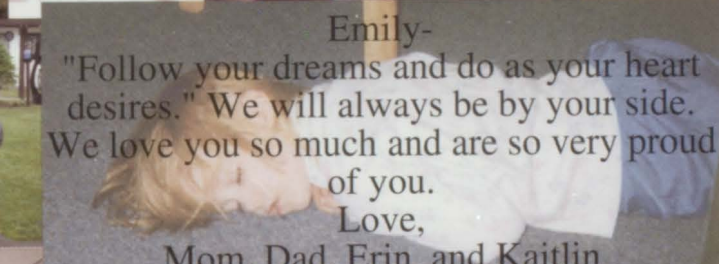 Emily-
"Follow your dreams and do as your heart
desires." We will always be by your side.
We love you so much and are so very proud
of you.
Love,
Mom, Dad, Erin, and Kaitlin